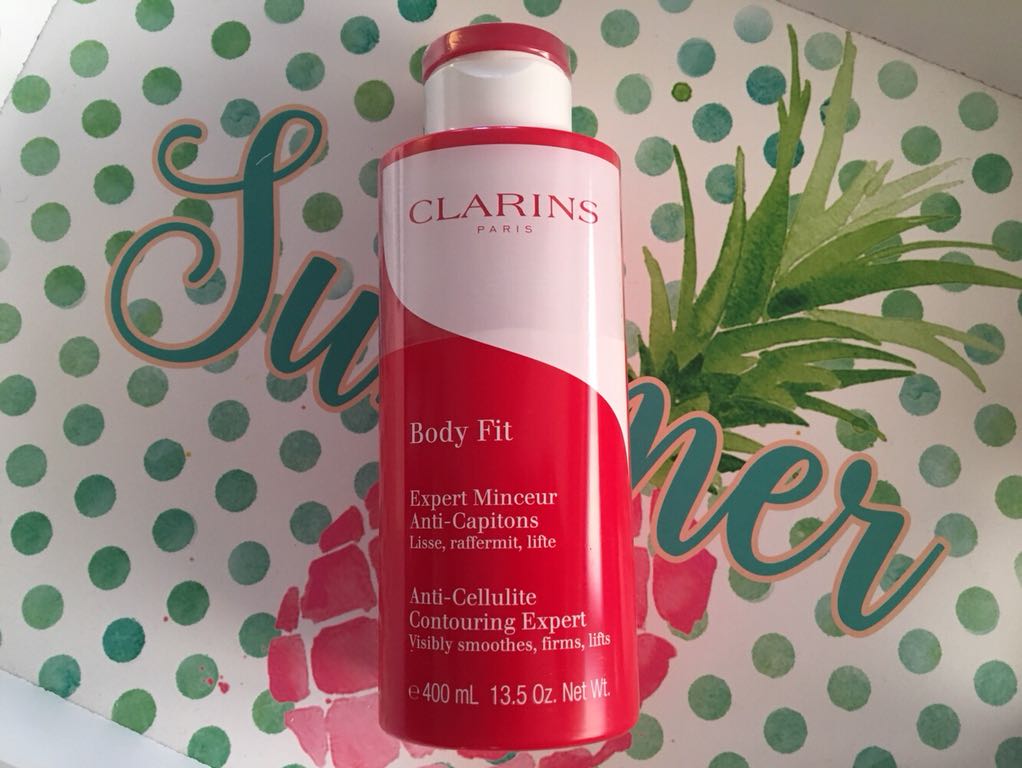 CLARINS
PARIS
Body Fit
Expert Minceur
Anti-Capitons
Lisse, raffermit, lifte
Anti-Cellulite
Contouring Expert
Visibly smoothes, firms, lifts
℮400 mL 13.5 Oz. Net Wt.
Summer